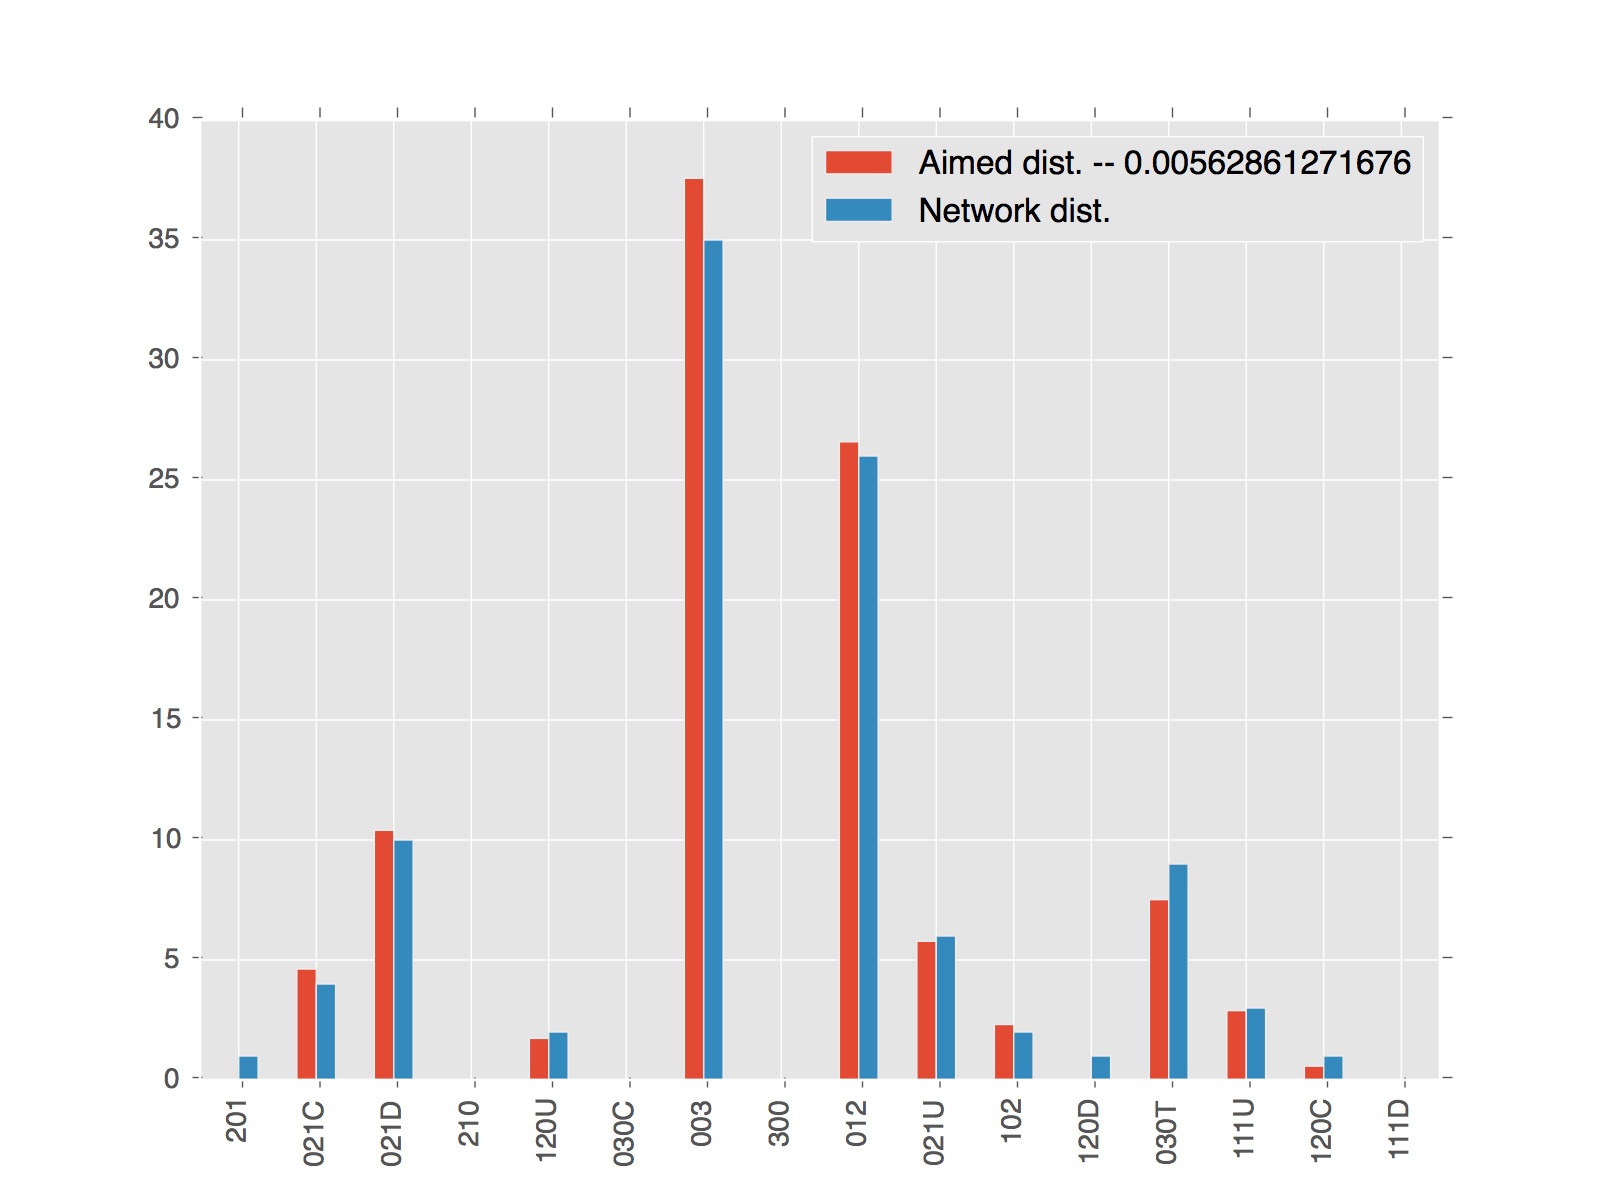 40
35
30
25
20
15
10
5
0
Aimed dist. -- 0.00562861271676
Network dist.
201
021C
021D
210
120U
030C
003
300
012
021U
102
120D
030T
111U
120C
111D